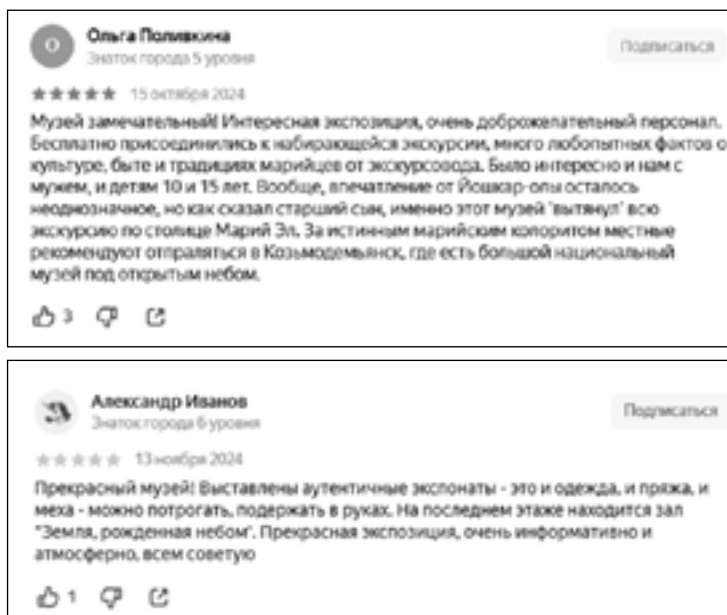 О
Ольга Поливкина
Подписаться
Знаток города 5 уровня
15 октября 2024
Музей замечательный! Интересная экспозиция, очень доброжелательный персонал.
Бесплатно присоединились к набирающейся экскурсии, много любопытных фактов о
культуре, быте и традициях марийцев от экскурсовода. Было интересно и нам с
мужем, и детям 10 и 15 лет. Вообще, впечатление от Йошкар-олы осталось
неоднозначное, но как сказал старший сын, именно этот музей "вытянул" всю
экскурсию по столице Марий Эл. За истинным марийским колоритом местные
рекомендуют отпраляться в Козьмодемьянск, где есть большой национальный
музей под открытым небом.
3
Александр Иванов
Подписаться
Знаток города 6 уровня
13 ноября 2024
Прекрасный музей! Выставлены аутентичные экспонаты - это и одежда, и пряжа, и
меха - можно потрогать, подержать в руках. На последнем этаже находится зал
"Земля, рожденная небом". Прекрасная экспозиция, очень информативно и
атмосферно, всем советую
1